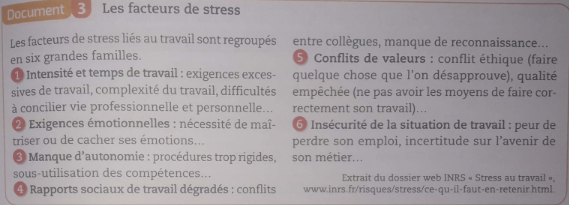 Document 3 Les facteurs de stress
Les facteurs de stress liés au travail sont regroupés
en six grandes familles.
1 Intensité et temps de travail : exigences exces-
sives de travail, complexité du travail, difficultés
à concilier vie professionnelle et personnelle...
2 Exigences émotionnelles : nécessité de maî-
triser ou de cacher ses émotions...
3 Manque d'autonomie : procédures trop rigides,
sous-utilisation des compétences...
4 Rapports sociaux de travail dégradés : conflits
entre collègues, manque de reconnaissance...
5 Conflits de valeurs : conflit éthique (faire
quelque chose que l'on désapprouve), qualité
empêchée (ne pas avoir les moyens de faire cor-
rectement son travail)...
6 Insécurité de la situation de travail : peur de
perdre son emploi, incertitude sur l'avenir de
son métier...
Extrait du dossier web INRS « Stress au travail »,
www.inrs.fr/risques/stress/ce-qu-il-faut-en-retenir.html.